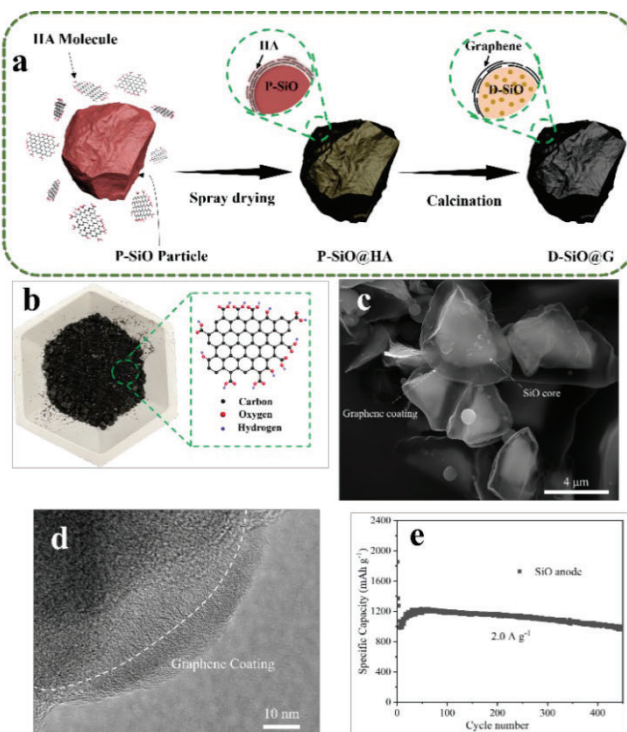 a
HA Molecule
HA
P-SiO
Graphene
D-SiO
Spray drying
Calcination
P-SiO Particle
P-SiO@HA
D-SiO@G
b
Carbon
Oxygen
Hydrogen
c
Graphene coating
SiO core
4 μm
d
Graphene Coating
10 nm
e
Specific Capacity (mAh g⁻¹)
2400
2000
1600
1200
800
400
0
SiO anode
2.0 A g⁻¹
0
100
200
300
400
Cycle number